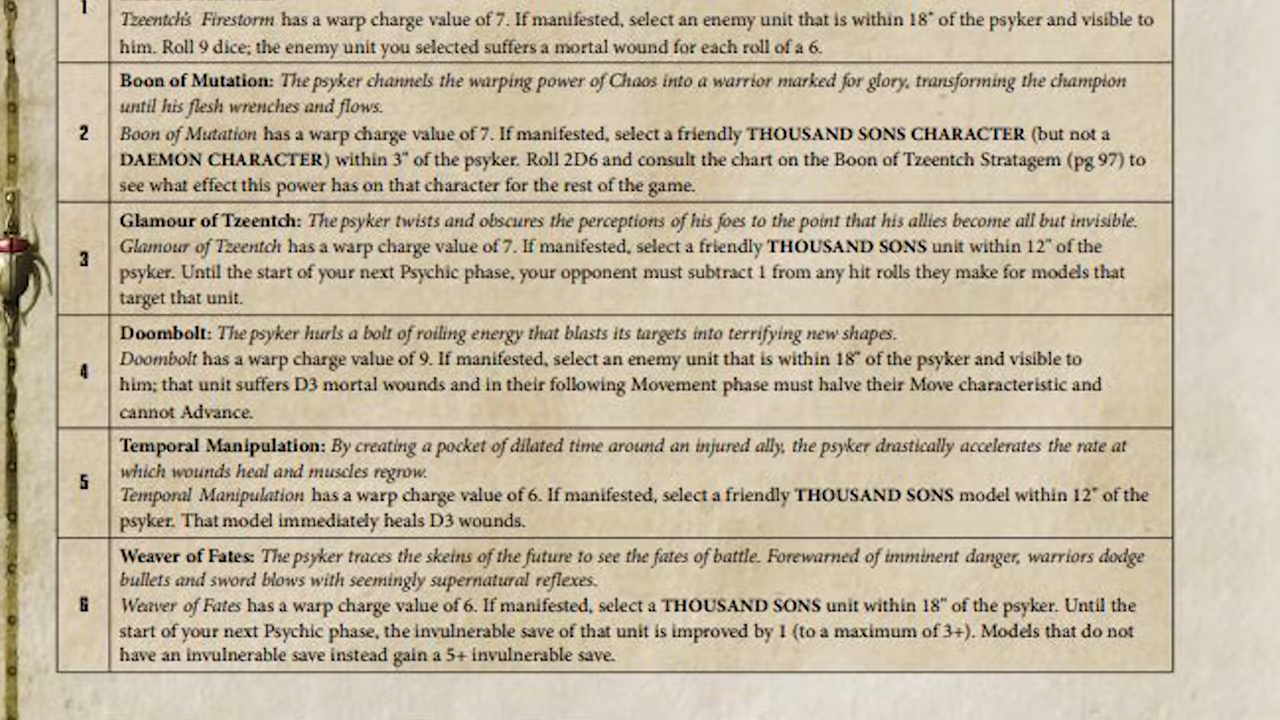 1
Tzeentch's Firestorm has a warp charge value of 7. If manifested, select an enemy unit that is within 18" of the psyker and visible to
him. Roll 9 dice; the enemy unit you selected suffers a mortal wound for each roll of a 6.
Boon of Mutation: The psyker channels the warping power of Chaos into a warrior marked for glory, transforming the champion
until his flesh wrenches and flows.
2
Boon of Mutation has a warp charge value of 7. If manifested, select a friendly THOUSAND SONS CHARACTER (but not a
DAEMON CHARACTER) within 3" of the psyker. Roll 2D6 and consult the chart on the Boon of Tzeentch Stratagem (pg 97) to
see what effect this power has on that character for the rest of the game.
Glamour of Tzeentch: The psyker twists and obscures the perceptions of his foes to the point that his allies become all but invisible.
3
Glamour of Tzeentch has a warp charge value of 7. If manifested, select a friendly THOUSAND SONS unit within 12" of the
psyker. Until the start of your next Psychic phase, your opponent must subtract 1 from any hit rolls they make for models that
target that unit.
Doombolt: The psyker hurls a bolt of roiling energy that blasts its targets into terrifying new shapes.
4
Doombolt has a warp charge value of 9. If manifested, select an enemy unit that is within 18" of the psyker and visible to
him; that unit suffers D3 mortal wounds and in their following Movement phase must halve their Move characteristic and
cannot Advance.
Temporal Manipulation: By creating a pocket of dilated time around an injured ally, the psyker drastically accelerates the rate at
which wounds heal and muscles regrow.
5
Temporal Manipulation has a warp charge value of 6. If manifested, select a friendly THOUSAND SONS model within 12" of the
psyker. That model immediately heals D3 wounds.
Weaver of Fates: The psyker traces the skeins of the future to see the fates of battle. Forewarned of imminent danger, warriors dodge
bullets and sword blows with seemingly supernatural reflexes.
6
Weaver of Fates has a warp charge value of 6. If manifested, select a THOUSAND SONS unit within 18" of the psyker. Until the
start of your next Psychic phase, the invulnerable save of that unit is improved by 1 (to a maximum of 3+). Models that do not
have an invulnerable save instead gain a 5+ invulnerable save.